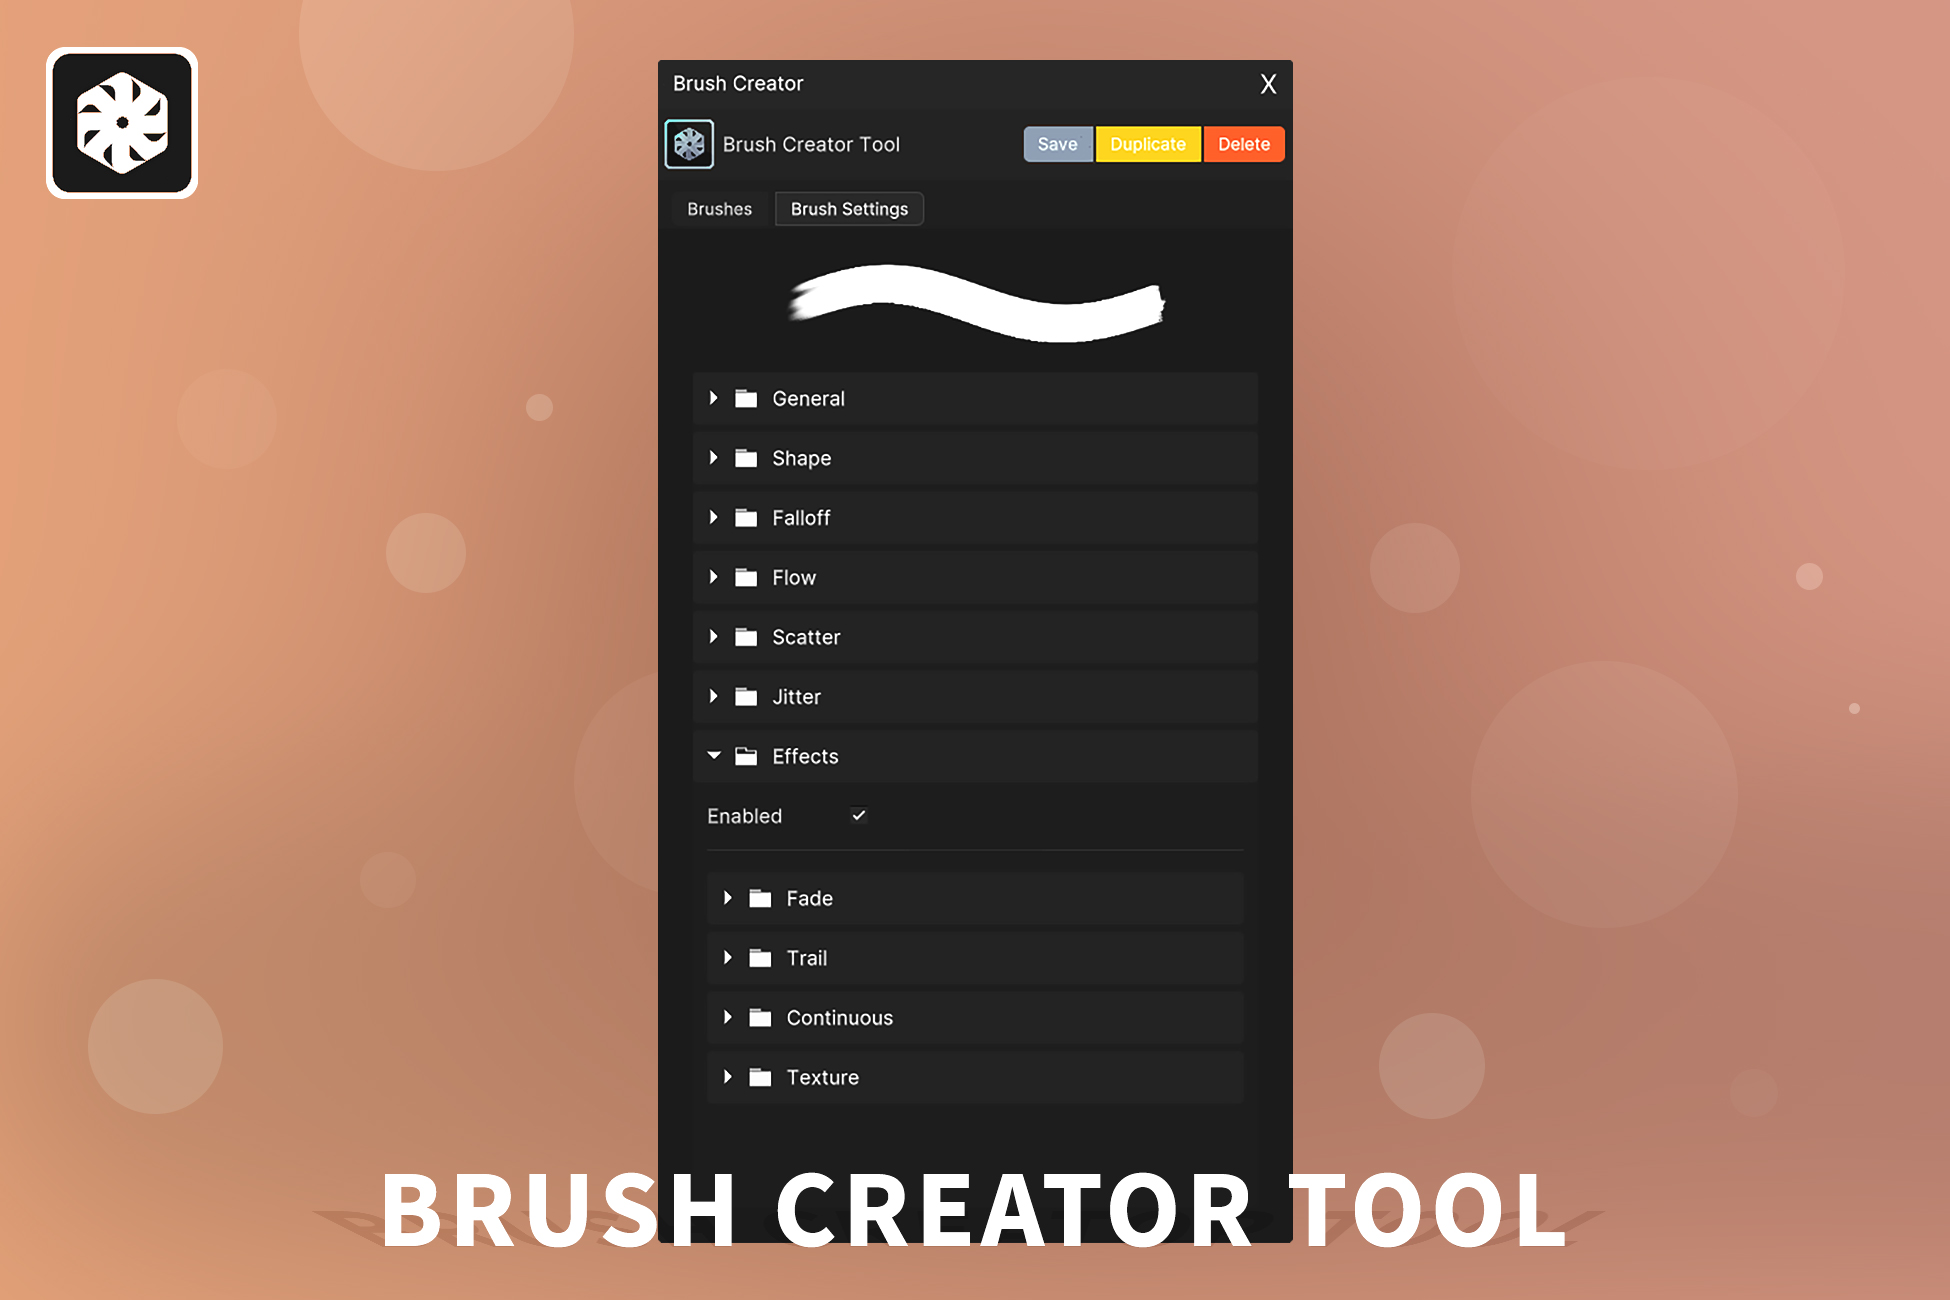 Brush Creator X
Brush Creator Tool Save Duplicate Delete
Brushes Brush Settings
General
Shape
Falloff
Flow
Scatter
Jitter
Effects
Enabled
Fade
Trail
Continuous
Texture
BRUSH CREATOR TOOL